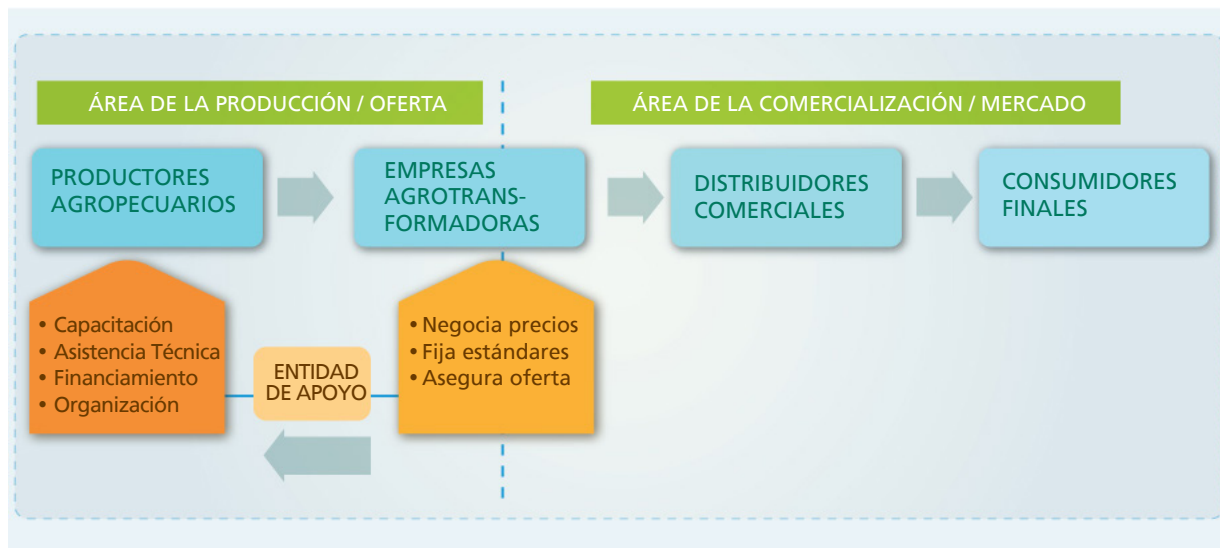 ÁREA DE LA PRODUCCIÓN / OFERTA
ÁREA DE LA COMERCIALIZACIÓN / MERCADO
PRODUCTORES
AGROPECUARIOS
EMPRESAS
AGROTRANS-
FORMADORAS
DISTRIBUIDORES
COMERCIALES
CONSUMIDORES
FINALES
• Capacitación
• Asistencia Técnica
• Financiamiento
• Organización
ENTIDAD
DE APOYO
• Negocia precios
• Fija estándares
• Asegura oferta